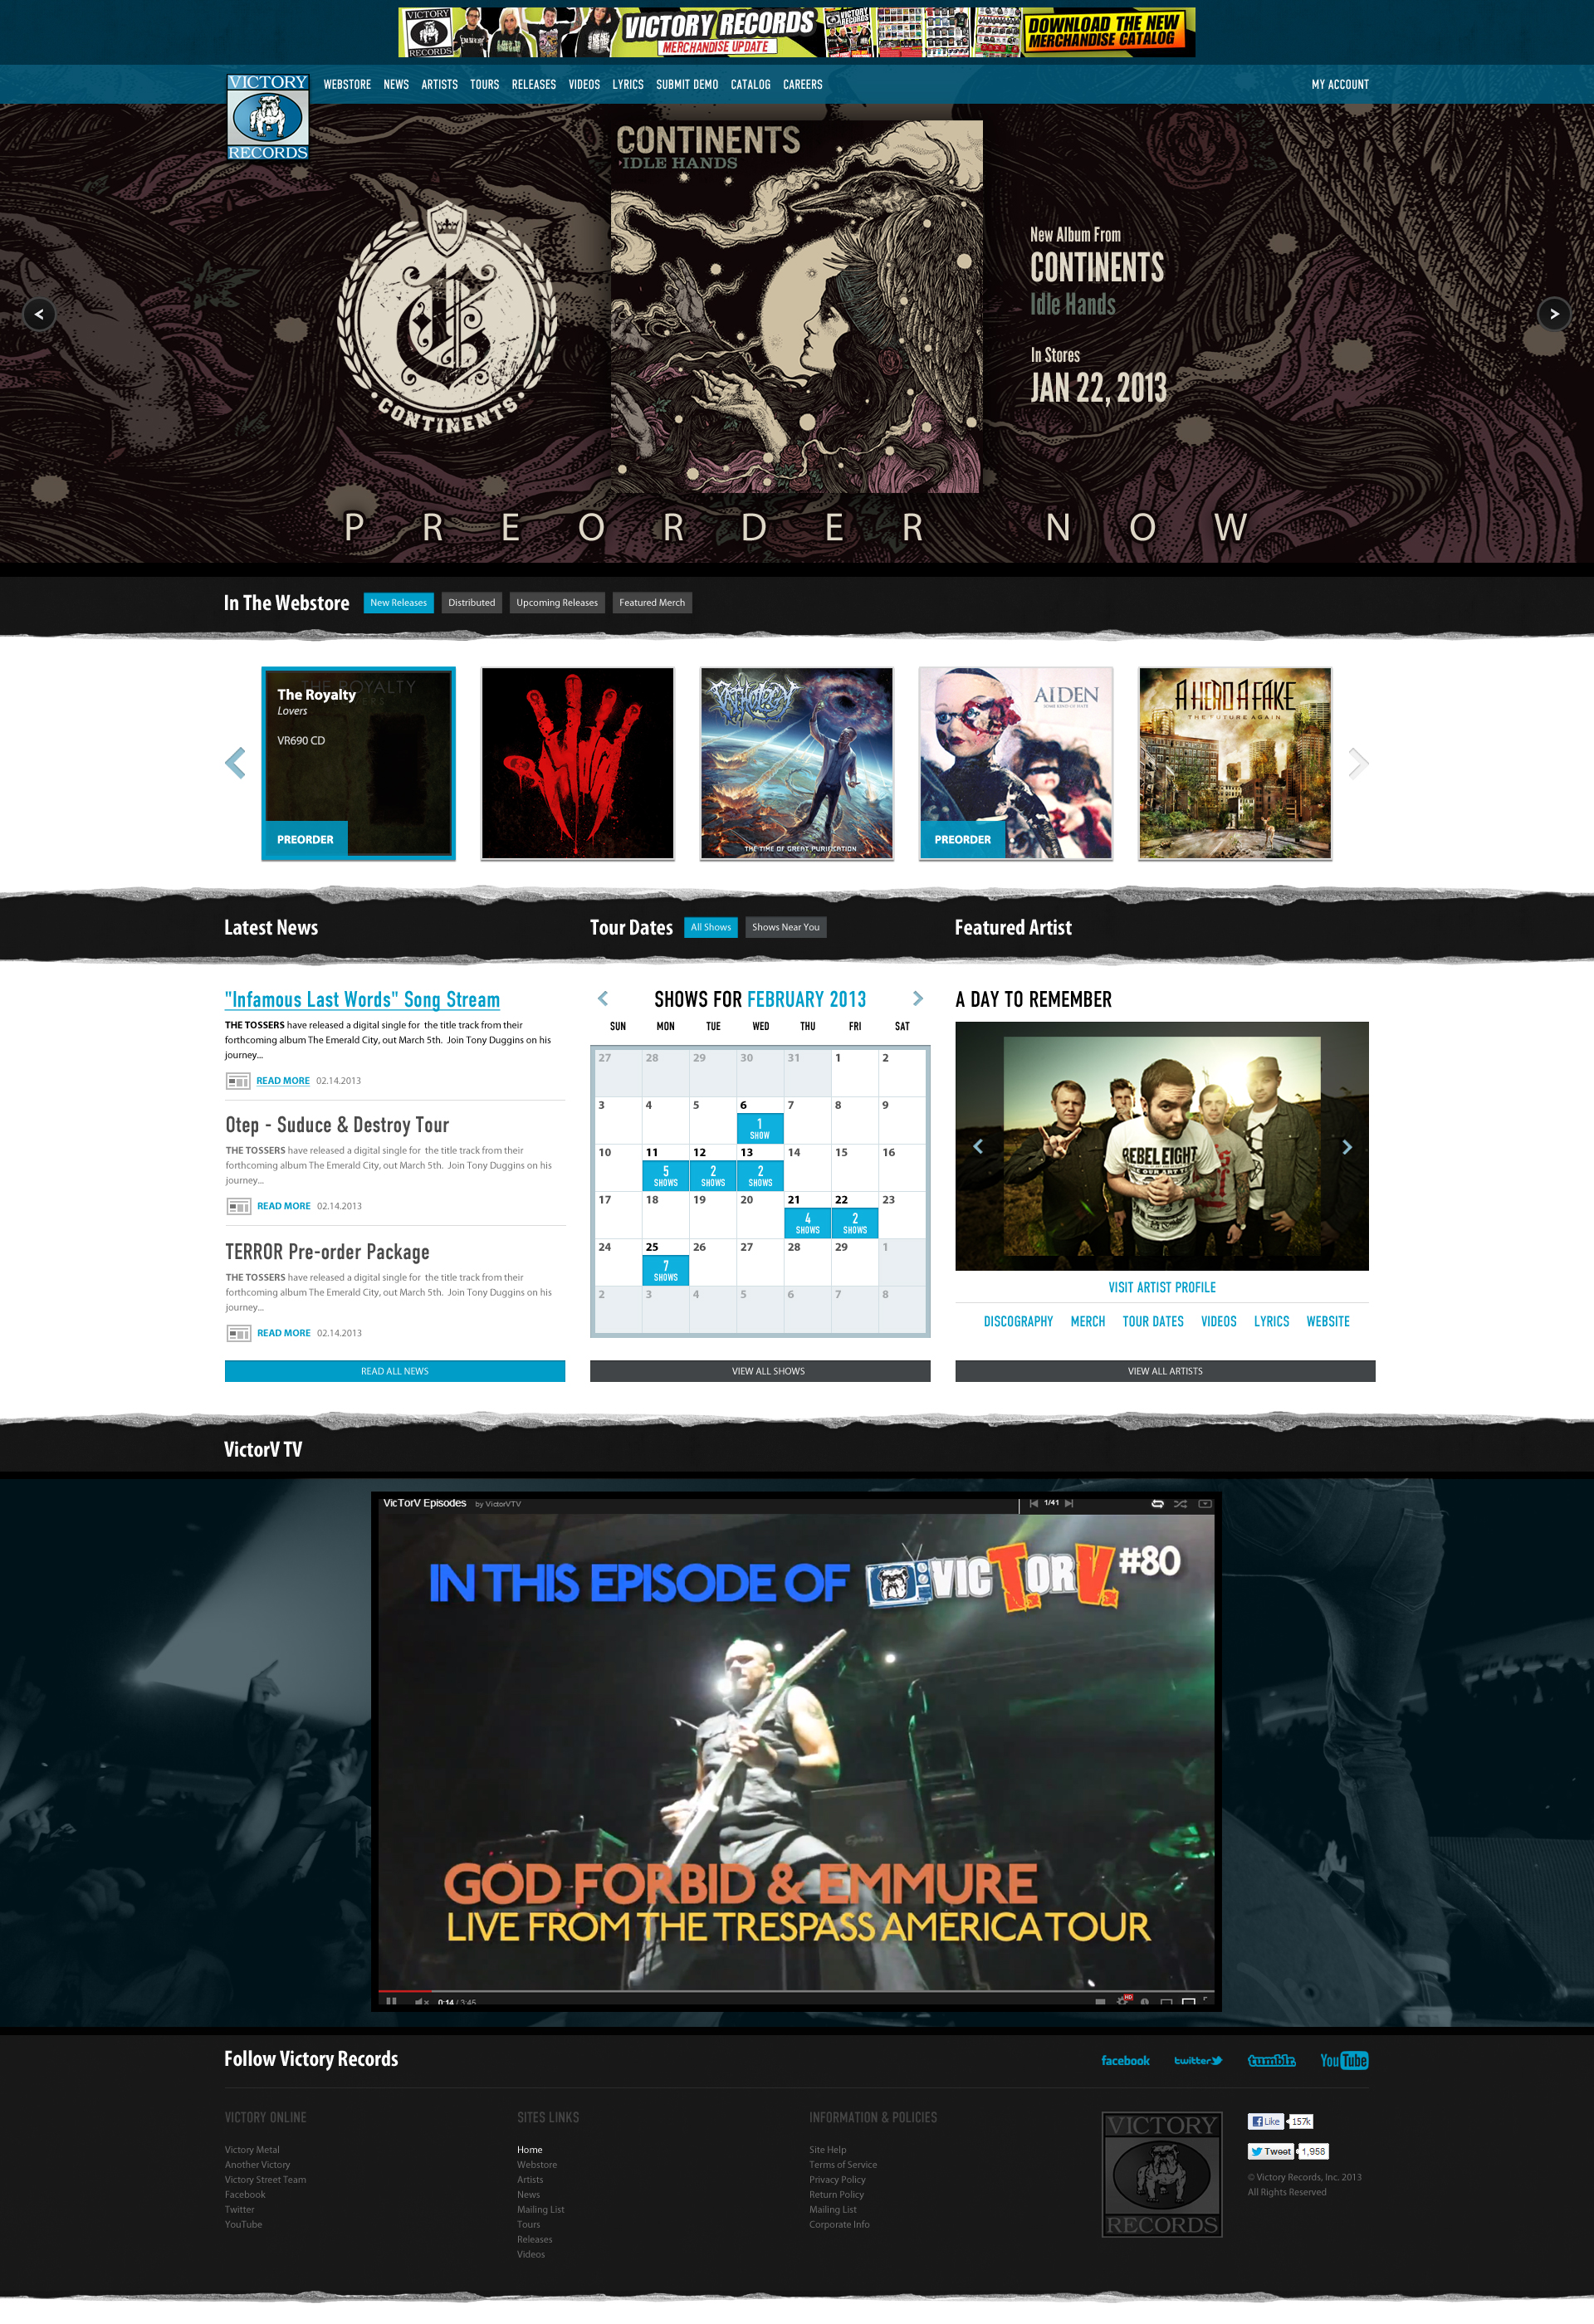 VICTORY RECORDS
VICTORY RECORDS
MERCHANDISE UPDATE
DOWNLOAD THE NEW
MERCHANDISE CATALOG
VICTORY
RECORDS
WEBSTORE NEWS ARTISTS TOURS RELEASES VIDEOS LYRICS SUBMIT DEMO CATALOG CAREERS
MY ACCOUNT
CONTINENTS
IDLE HANDS
CONTINENTS
New Album From
CONTINENTS
Idle Hands
In Stores
JAN 22, 2013
PREORDER NOW
In The Webstore
New Releases Distributed Upcoming Releases Featured Merch
THE ROYALTY
The Royalty
Lovers
VR690 CD
PREORDER
PATHOLOGY
THE TIME OF GREAT PURIFICATION
AIDEN
SOME KIND OF HATE
PREORDER
A HERO A FAKE
THE FUTURE AGAIN
Latest News
Tour Dates
All Shows Shows Near You
Featured Artist
"Infamous Last Words" Song Stream
THE TOSSERS have released a digital single for the title track from their
forthcoming album The Emerald City, out March 5th. Join Tony Duggins on his
journey...
READ MORE 02.14.2013
Otep - Suduce & Destroy Tour
THE TOSSERS have released a digital single for the title track from their
forthcoming album The Emerald City, out March 5th. Join Tony Duggins on his
journey...
READ MORE 02.14.2013
TERROR Pre-order Package
THE TOSSERS have released a digital single for the title track from their
forthcoming album The Emerald City, out March 5th. Join Tony Duggins on his
journey...
READ MORE 02.14.2013
READ ALL NEWS
SHOWS FOR FEBRUARY 2013
SUN MON TUE WED THU FRI SAT
27 28 29 30 31 1 2
3 4 5 6 7 8 9
1
SHOW
10 11 12 13 14 15 16
5 2 2
SHOWS SHOWS SHOWS
17 18 19 20 21 22 23
4 2
SHOWS SHOWS
24 25 26 27 28 29 1
7
SHOWS
2 3 4 5 6 7 8
VIEW ALL SHOWS
A DAY TO REMEMBER
REBEL EIGHT
VISIT ARTIST PROFILE
DISCOGRAPHY MERCH TOUR DATES VIDEOS LYRICS WEBSITE
VIEW ALL ARTISTS
VictorV TV
VicTorV Episodes by VictorVTV
1/41
IN THIS EPISODE OF VICTORV. #80
GOD FORBID & EMMURE
LIVE FROM THE TRESPASS AMERICA TOUR
0:14 / 3:45
HD
Follow Victory Records
facebook twitter tumblr. YouTube
VICTORY ONLINE
Victory Metal
Another Victory
Victory Street Team
Facebook
Twitter
YouTube
SITES LINKS
Home
Webstore
Artists
News
Mailing List
Tours
Releases
Videos
INFORMATION & POLICIES
Site Help
Terms of Service
Privacy Policy
Return Policy
Mailing List
Corporate Info
VICTORY
RECORDS
Like 157k
Tweet 1,958
© Victory Records, Inc. 2013
All Rights Reserved